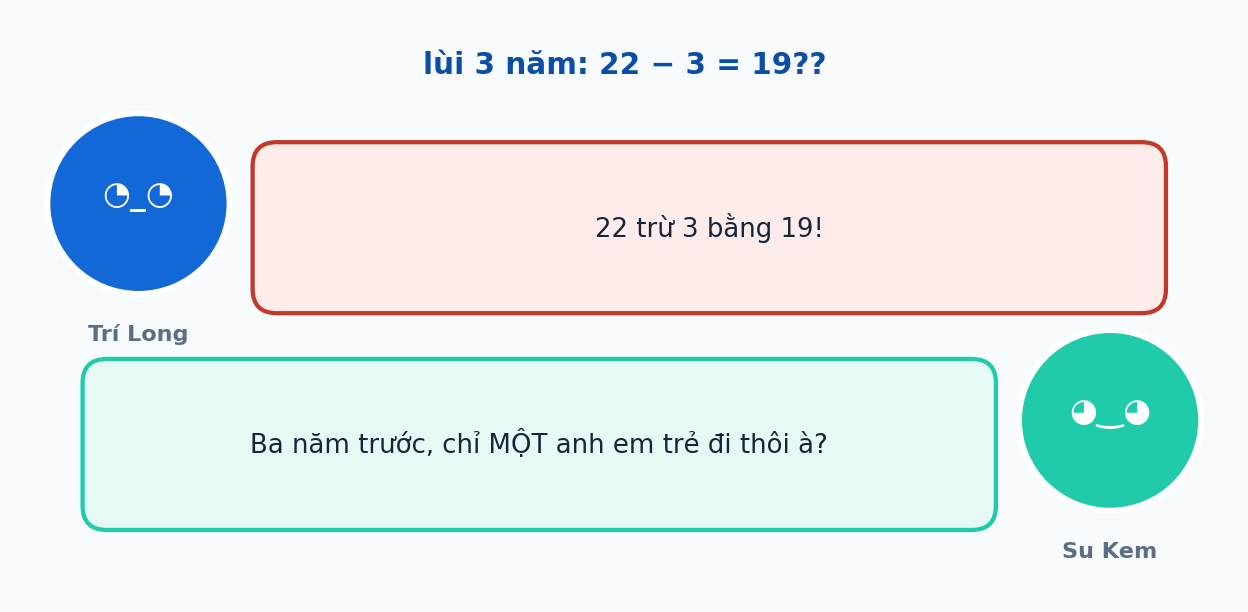 lùi 3 năm: 22 − 3 = 19??
22 trừ 3 bằng 19!
Trí Long
Ba năm trước, chỉ MỘT anh em trẻ đi thôi à?
Su Kem